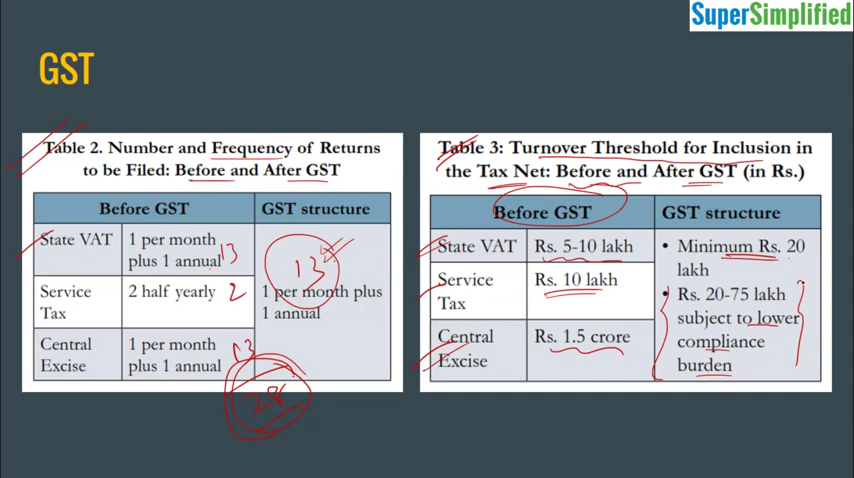 SuperSimplified
GST
Table 2. Number and Frequency of Returns
to be Filed: Before and After GST
Before GST
GST structure
State VAT
1 per month
plus 1 annual
13
Service
Tax
2 half yearly
2
Central
Excise
1 per month
plus 1 annual
13
13
1 per month plus
1 annual
28
Table 3: Turnover Threshold for Inclusion in
the Tax Net: Before and After GST (in Rs.)
Before GST
GST structure
State VAT
Rs. 5-10 lakh
Service
Tax
Rs. 10 lakh
Central
Excise
Rs. 1.5 crore
• Minimum Rs. 20
lakh
• Rs. 20-75 lakh
subject to lower
compliance
burden